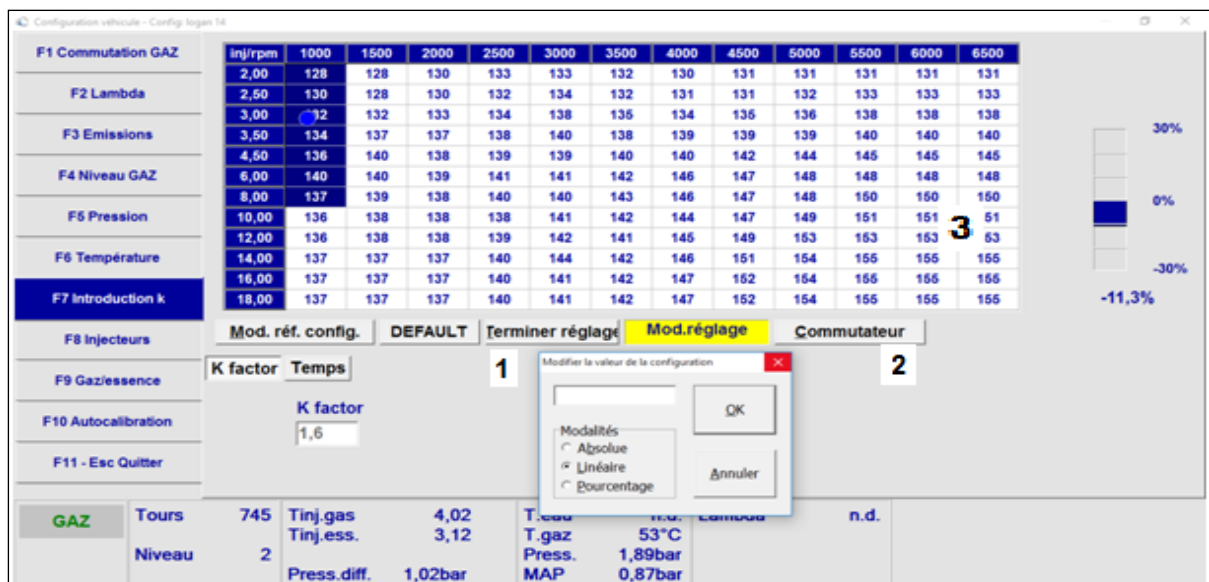 Configuration véhicule - Config: logan 14
F1 Commutation GAZ
F2 Lambda
F3 Emissions
F4 Niveau GAZ
F5 Pression
F6 Température
F7 Introduction k
F8 Injecteurs
F9 Gaz/essence
F10 Autocalibration
F11 - Esc Quitter
inj/rpm 1000 1500 2000 2500 3000 3500 4000 4500 5000 5500 6000 6500
2,00 128 128 130 133 133 132 130 131 131 131 131 131
2,50 130 128 130 132 134 132 131 131 132 133 133 133
3,00 32 132 133 134 138 135 134 135 136 138 138 138
3,50 134 137 137 138 140 138 139 139 139 140 140 140
4,50 136 140 138 139 139 140 140 142 144 145 145 145
6,00 140 140 139 141 141 142 146 147 148 148 148 148
8,00 137 139 138 140 140 143 146 147 148 150 150 150
10,00 136 138 138 138 141 142 144 147 149 151 151 51
12,00 136 138 138 139 142 141 145 149 153 153 153 53
14,00 137 137 137 140 144 142 146 151 154 155 155 155
16,00 137 137 137 140 141 142 147 152 154 155 155 155
18,00 137 137 137 140 141 142 147 152 154 155 155 155
3
30%
0%
-30%
-11,3%
Mod. réf. config. DEFAULT Terminer réglage Mod.réglage Commutateur
K factor Temps
1
2
K factor
1,6
Modifier la valeur de la configuration
OK
Modalités
Absolue
Linéaire
Pourcentage
Annuler
GAZ
Tours 745
Niveau 2
Tinj.gas 4,02
Tinj.ess. 3,12
Press.diff. 1,02bar
T.eau n.d.
T.gaz 53°C
Press. 1,89bar
MAP 0,87bar
Lambda n.d.